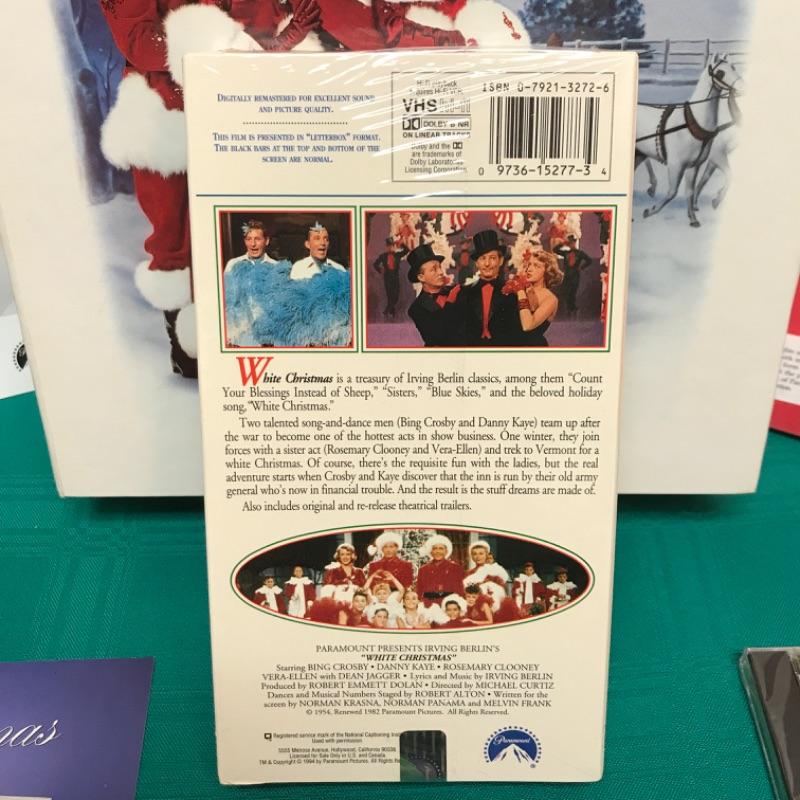 DIGITALLY REMASTERED FOR EXCELLENT SOUND
AND PICTURE QUALITY.
THIS FILM IS PRESENTED IN "LETTERBOX" FORMAT.
THE BLACK BARS AT THE TOP AND BOTTOM OF THE
SCREEN ARE NORMAL.
Hi-Fi playback
requires Hi-Fi VCR.
VHS
DOLBY B NR
ON LINEAR TRACKS
Dolby and the
are trademarks of
Dolby Laboratories
Licensing Corporation.
ISBN 0-7921-3272-6
0 9736-15277-3 4
White Christmas is a treasury of Irving Berlin classics, among them "Count
Your Blessings Instead of Sheep," "Sisters," "Blue Skies," and the beloved holiday
song, "White Christmas."
Two talented song-and-dance men (Bing Crosby and Danny Kaye) team up after
the war to become one of the hottest acts in show business. One winter, they join
forces with a sister act (Rosemary Clooney and Vera-Ellen) and trek to Vermont for a
white Christmas. Of course, there's the requisite fun with the ladies, but the real
adventure starts when Crosby and Kaye discover that the inn is run by their old army
general who's now in financial trouble. And the result is the stuff dreams are made of.
Also includes original and re-release theatrical trailers.
PARAMOUNT PRESENTS IRVING BERLIN'S
"WHITE CHRISTMAS"
Starring BING CROSBY • DANNY KAYE • ROSEMARY CLOONEY
VERA-ELLEN with DEAN JAGGER • Lyrics and Music by IRVING BERLIN
Produced by ROBERT EMMETT DOLAN • Directed by MICHAEL CURTIZ
Dances and Musical Numbers Staged by ROBERT ALTON • Written for the
screen by NORMAN KRASNA, NORMAN PANAMA and MELVIN FRANK
© 1954, Renewed 1982 Paramount Pictures. All Rights Reserved.
Registered service mark of the National Captioning Inst
Used with permission.
5555 Melrose Avenue, Hollywood, California 90038
Licensed for Sale Only in U.S. and Canada.
TM & Copyright © 1994 by Paramount Pictures. All Rights Re
Paramount
mas